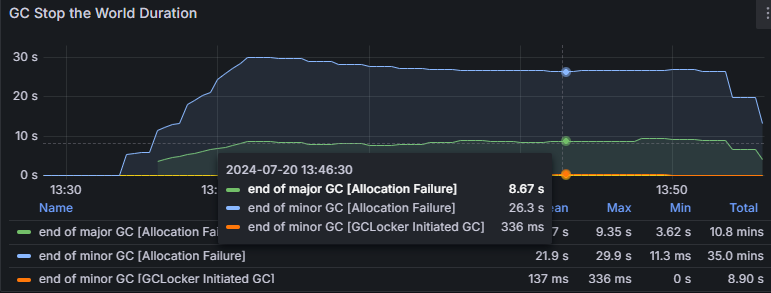 GC Stop the World Duration
30 s
20 s
10 s
0 s
13:30
13:50
2024-07-20 13:46:30
end of major GC [Allocation Failure] 8.67 s
end of minor GC [Allocation Failure] 26.3 s
end of minor GC [GCLocker Initiated GC] 336 ms
Name Max Min Total
end of major GC [Allocation Fail 9.35 s 3.62 s 10.8 mins
end of minor GC [Allocation Failure] 21.9 s 29.9 s 11.3 ms 35.0 mins
end of minor GC [GCLocker Initiated GC] 137 ms 336 ms 0 s 8.90 s